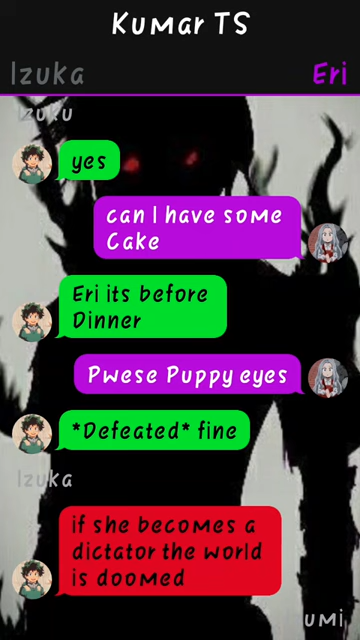 Kumar TS
Izuka
Eri
Izuku
yes
can I have some
Cake
Eri its before
Dinner
Pwese Puppy eyes
*Defeated* fine
Izuka
if she becomes a
dictator the world
is doomed
umi